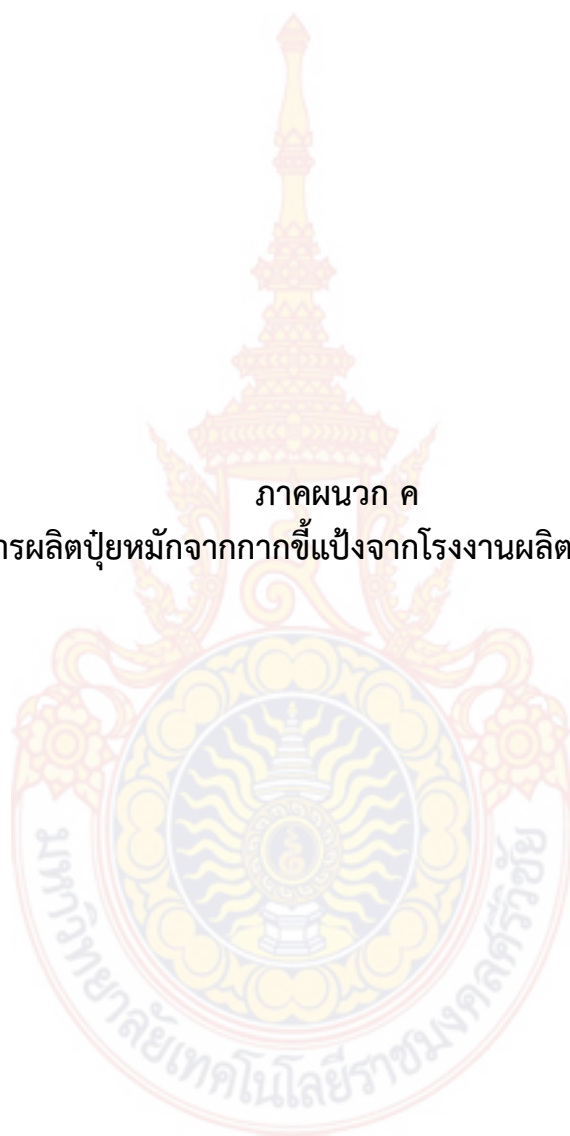 ภาคผนวก ค
ารผลิตปุ๋ยหมักจากกากขี้แป้งจากโรงงานผลิต
มหาวิทยาลัยเทคโนโลยีราชมงคลศรีวิชัย